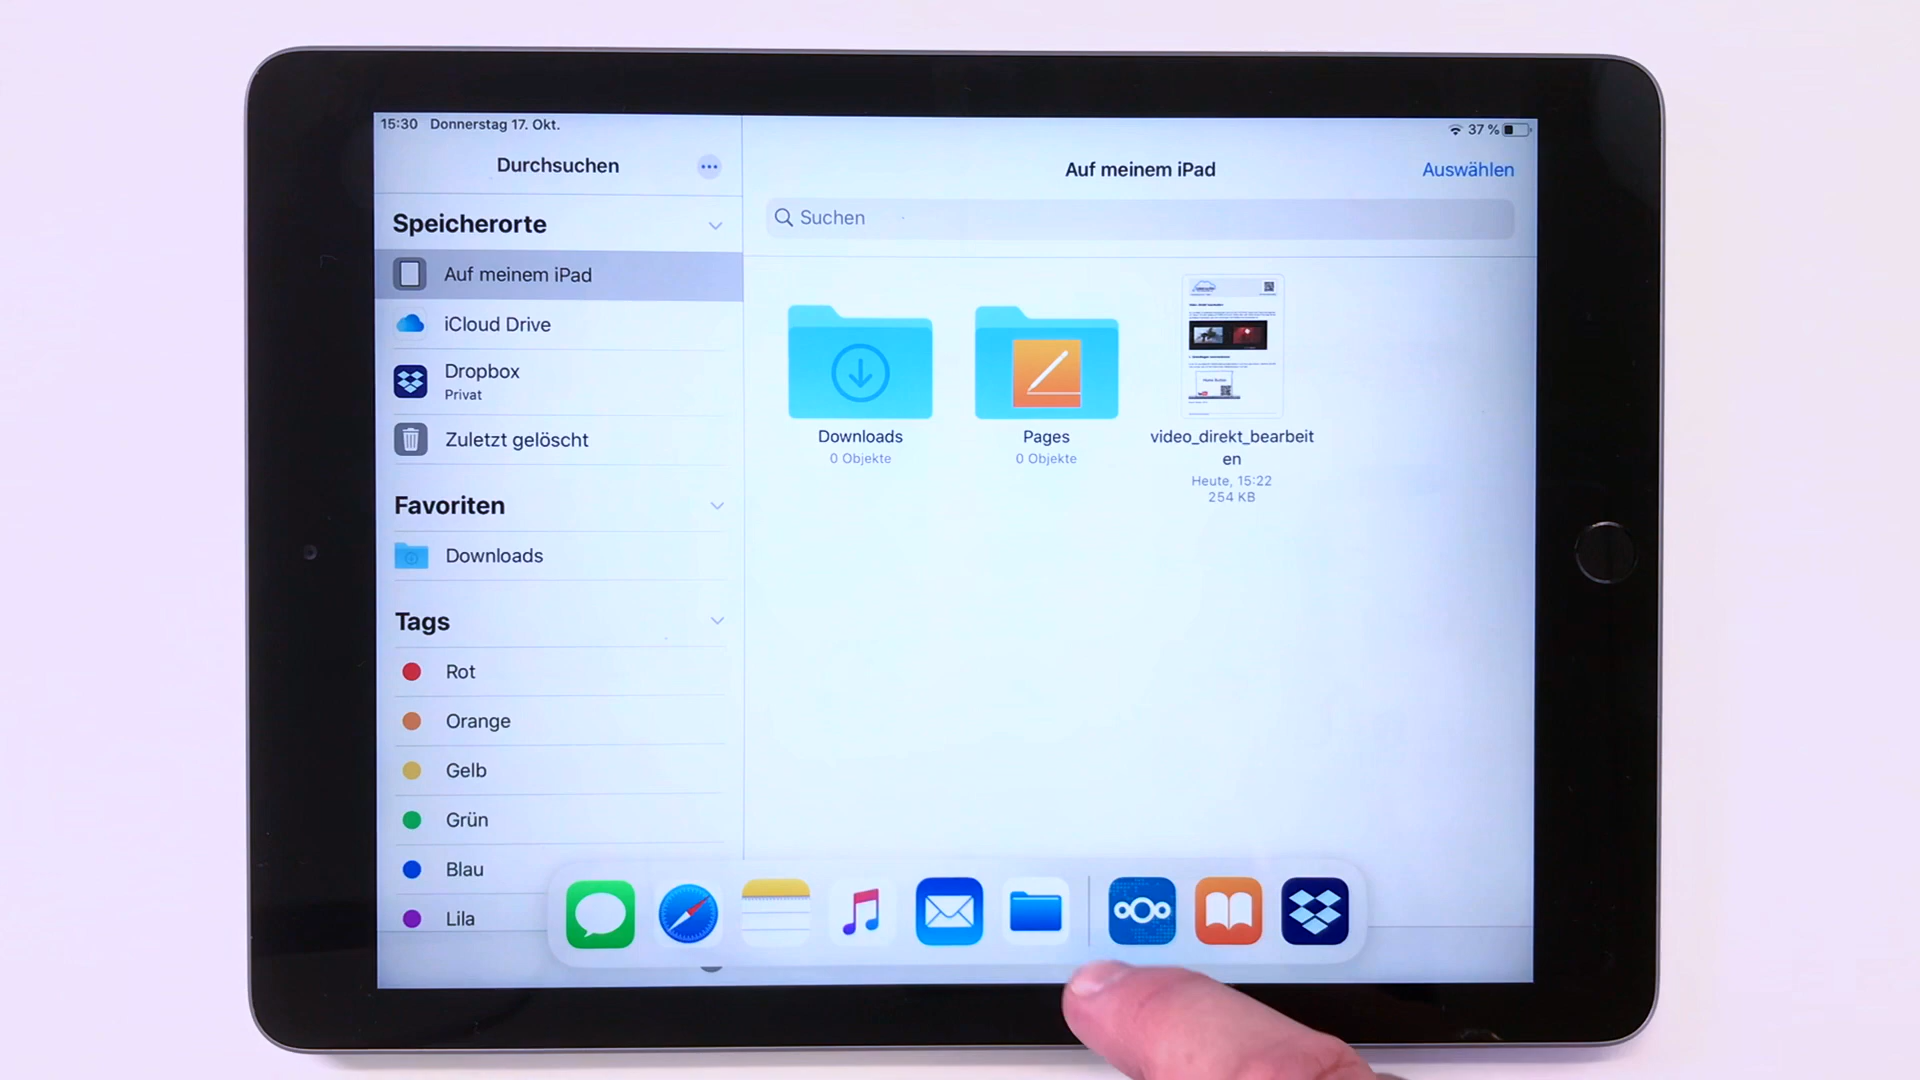 15:30 Donnerstag 17. Okt.
37 %
Durchsuchen
Auf meinem iPad
Auswählen
Suchen
Speicherorte
Auf meinem iPad
iCloud Drive
Dropbox
Privat
Zuletzt gelöscht
Favoriten
Downloads
Tags
Rot
Orange
Gelb
Grün
Blau
Lila
Downloads
0 Objekte
Pages
0 Objekte
video_direkt_bearbeit
en
Heute, 15:22
254 KB